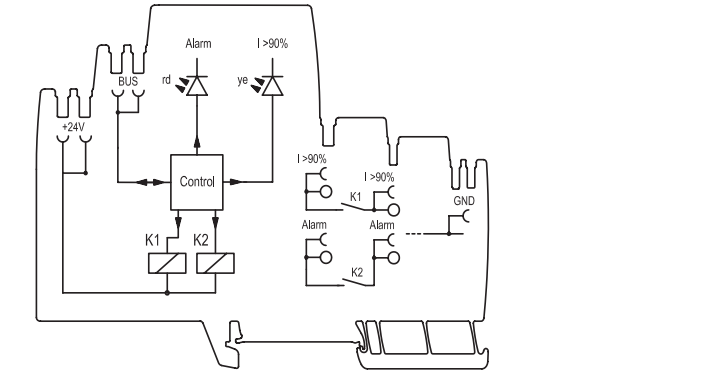 Alarm I >90%
BUS rd ye
+24V
Control
I >90%
I >90%
K1
GND
Alarm Alarm
K1 K2
K2